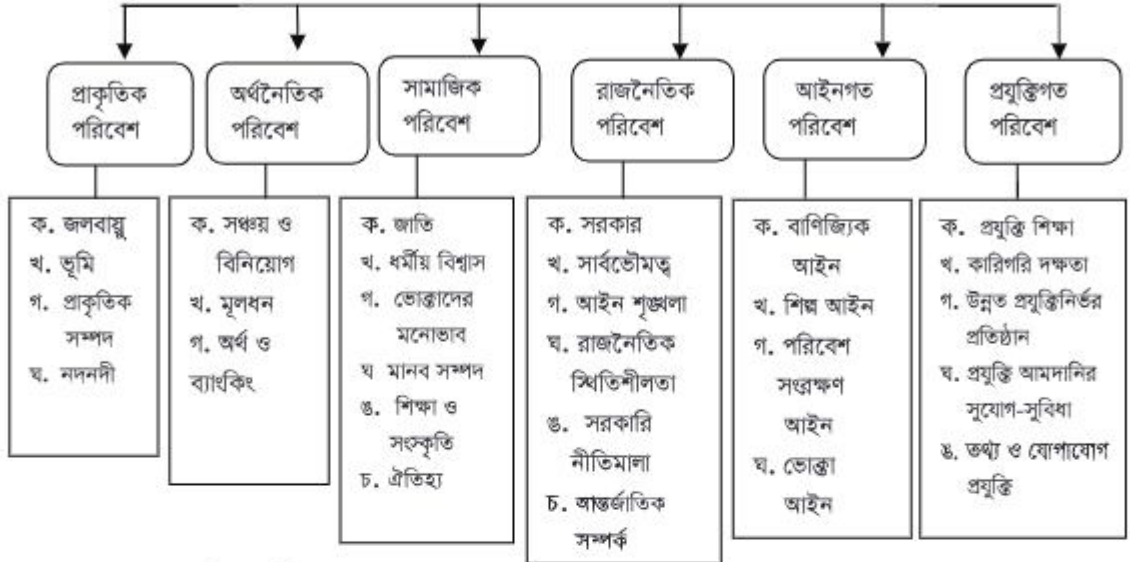 প্রাকৃতিক
পরিবেশ
অর্থনৈতিক
পরিবেশ
সামাজিক
পরিবেশ
রাজনৈতিক
পরিবেশ
আইনগত
পরিবেশ
প্রযুক্তিগত
পরিবেশ
ক. জলবায়ু
খ. ভূমি
গ. প্রাকৃতিক
সম্পদ
ঘ. নদনদী
ক. সঞ্চয় ও
বিনিয়োগ
খ. মূলধন
গ. অর্থ ও
ব্যাংকিং
ক. জাতি
খ. ধর্মীয় বিশ্বাস
গ. ভোক্তাদের
মনোভাব
ঘ মানব সম্পদ
ঙ. শিক্ষা ও
সংস্কৃতি
চ. ঐতিহ্য
ক. সরকার
খ. সার্বভৌমত্ব
গ. আইন শৃঙ্খলা
ঘ. রাজনৈতিক
স্থিতিশীলতা
ঙ. সরকারি
নীতিমালা
চ. আন্তর্জাতিক
সম্পর্ক
ক. বাণিজ্যিক
আইন
খ. শিল্প আইন
গ. পরিবেশ
সংরক্ষণ
আইন
ঘ. ভোক্তা
আইন
ক. প্রযুক্তি শিক্ষা
খ. কারিগরি দক্ষতা
গ. উন্নত প্রযুক্তিনির্ভর
প্রতিষ্ঠান
ঘ. প্রযুক্তি আমদানির
সুযোগ-সুবিধা
ঙ. তথ্য ও যোগাযোগ
প্রযুক্তি